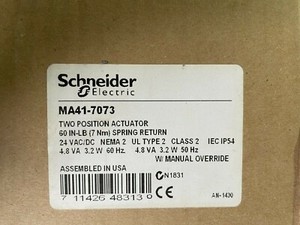 Schneider
Electric
MA41-7073
TWO POSITION ACTUATOR
60 IN-LB (7 Nm) SPRING RETURN
24 VAC/DC NEMA 2 UL TYPE 2 CLASS 2 IEC IP54
4.8 VA 3.2 W 60 Hz. 4.8 VA 3.2 W 50 Hz
W/ MANUAL OVERRIDE
ASSEMBLED IN USA
N1831
7 11426 48313 0
AN-1430